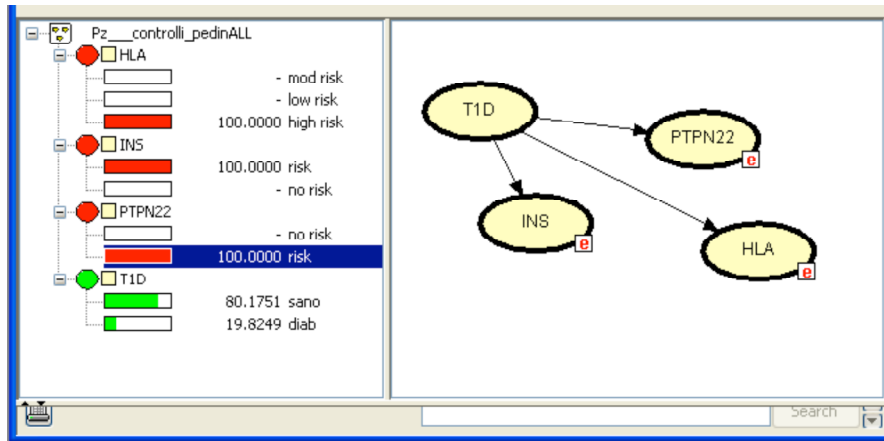 Pz___controlli_pedinALL
HLA
- mod risk
- low risk
100.0000 high risk
INS
100.0000 risk
- no risk
PTPN22
- no risk
100.0000 risk
T1D
80.1751 sano
19.8249 diab
T1D
PTPN22
e
INS
e
HLA
e
Search